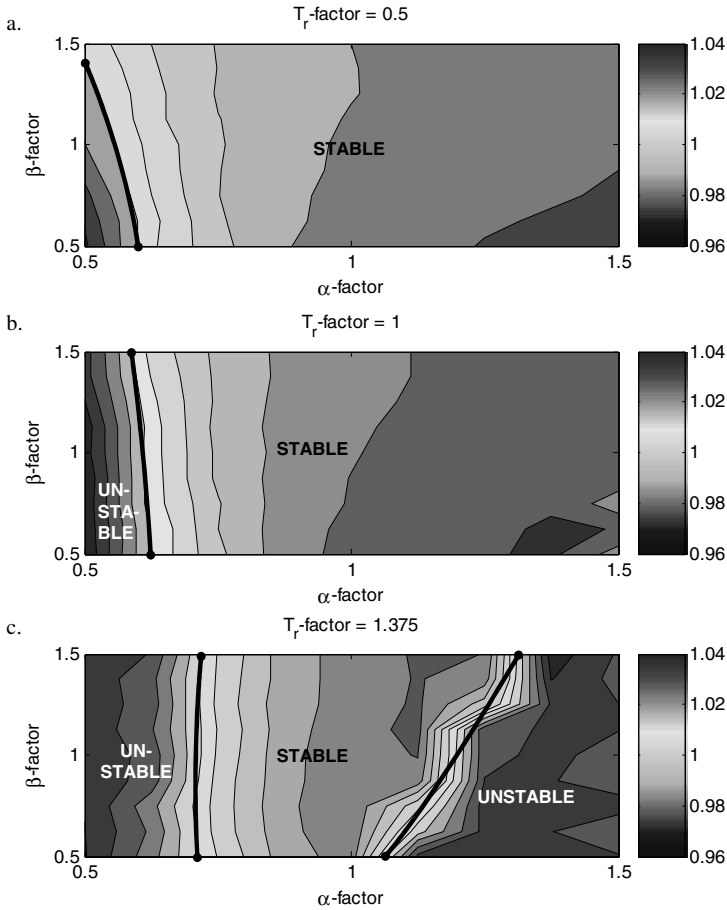 a.
T_r-factor = 0.5
1.5
1
0.5
β-factor
STABLE
0.5
1
1.5
α-factor
1.04
1.02
1
0.98
0.96
b.
T_r-factor = 1
1.5
1
0.5
β-factor
UN-
STA-
BLE
STABLE
0.5
1
1.5
α-factor
1.04
1.02
1
0.98
0.96
c.
T_r-factor = 1.375
1.5
1
0.5
β-factor
UN-
STABLE
STABLE
UNSTABLE
0.5
1
1.5
α-factor
1.04
1.02
1
0.98
0.96